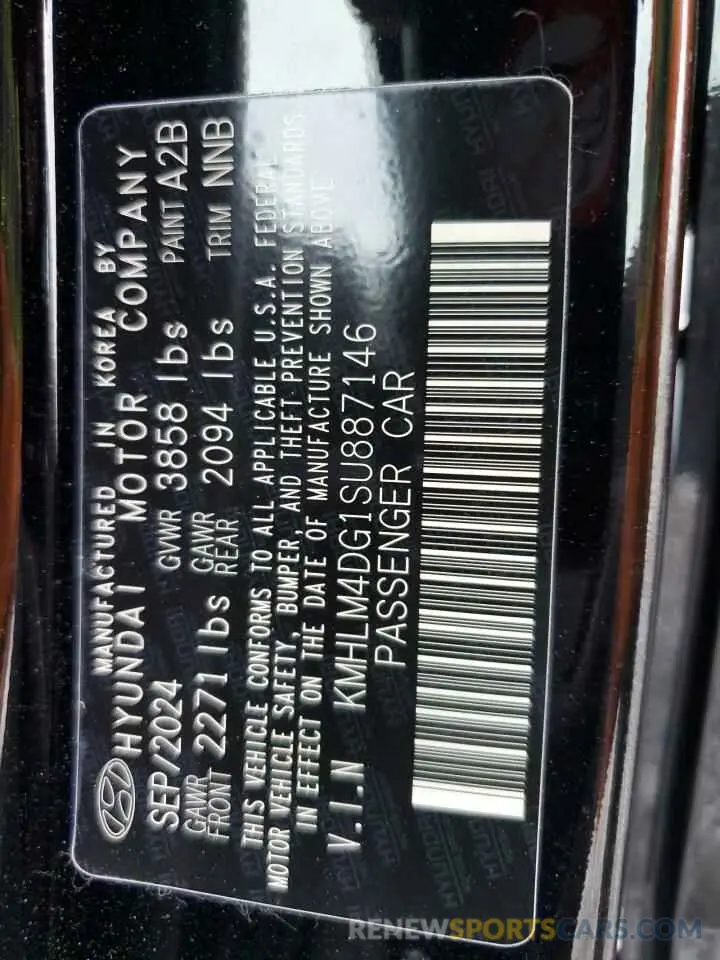 MANUFACTURED IN KOREA BY
HYUNDAI MOTOR COMPANY
SEP/2024 GVWR 3858 lbs PAINT A2B
GAWR FRONT 2271 lbs GAWR REAR 2094 lbs TRIM NNB
THIS VEHICLE CONFORMS TO ALL APPLICABLE U.S.A. FEDERAL
MOTOR VEHICLE SAFETY, BUMPER, AND THEFT PREVENTION STANDARDS
IN EFFECT ON THE DATE OF MANUFACTURE SHOWN ABOVE
V.I.N KMHLM4DG1SU887146
PASSENGER CAR
RENEWSPORTSCARS.COM